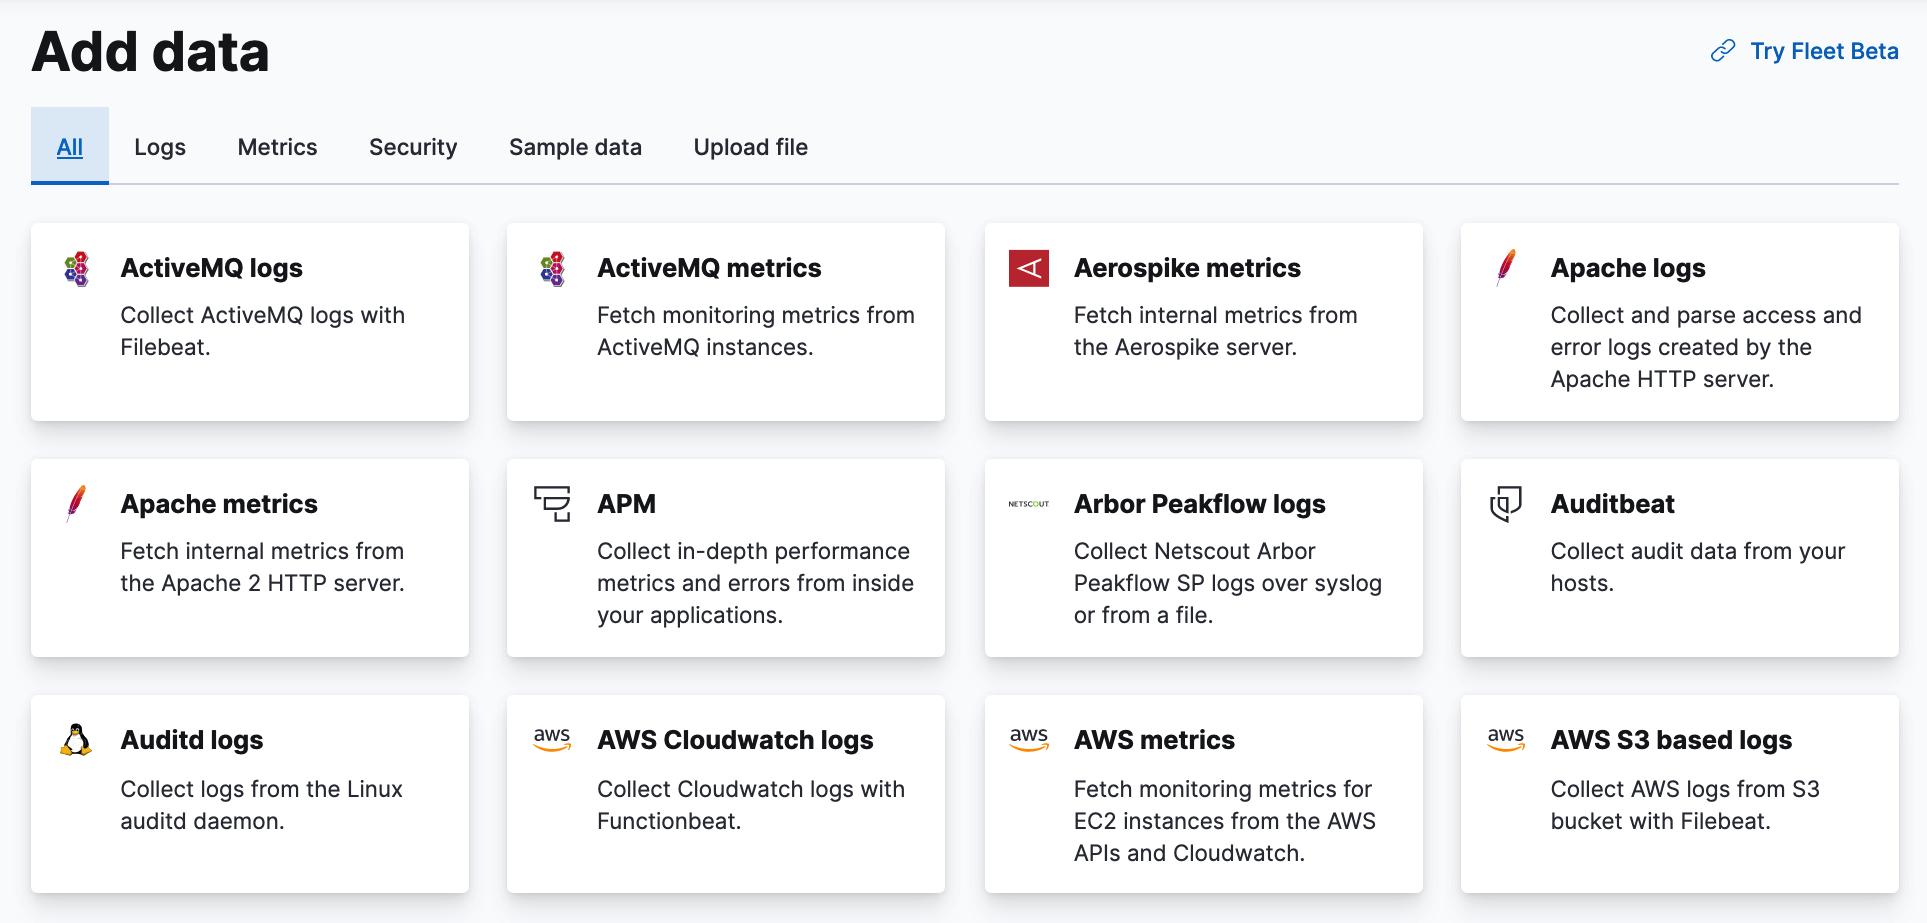 Add data
Try Fleet Beta
All
Logs
Metrics
Security
Sample data
Upload file
ActiveMQ logs
Collect ActiveMQ logs with
Filebeat.
ActiveMQ metrics
Fetch monitoring metrics from
ActiveMQ instances.
Aerospike metrics
Fetch internal metrics from
the Aerospike server.
Apache logs
Collect and parse access and
error logs created by the
Apache HTTP server.
Apache metrics
Fetch internal metrics from
the Apache 2 HTTP server.
APM
Collect in-depth performance
metrics and errors from inside
your applications.
NETSCOUT
Arbor Peakflow logs
Collect Netscout Arbor
Peakflow SP logs over syslog
or from a file.
Auditbeat
Collect audit data from your
hosts.
Auditd logs
Collect logs from the Linux
auditd daemon.
aws
AWS Cloudwatch logs
Collect Cloudwatch logs with
Functionbeat.
aws
AWS metrics
Fetch monitoring metrics for
EC2 instances from the AWS
APIs and Cloudwatch.
aws
AWS S3 based logs
Collect AWS logs from S3
bucket with Filebeat.